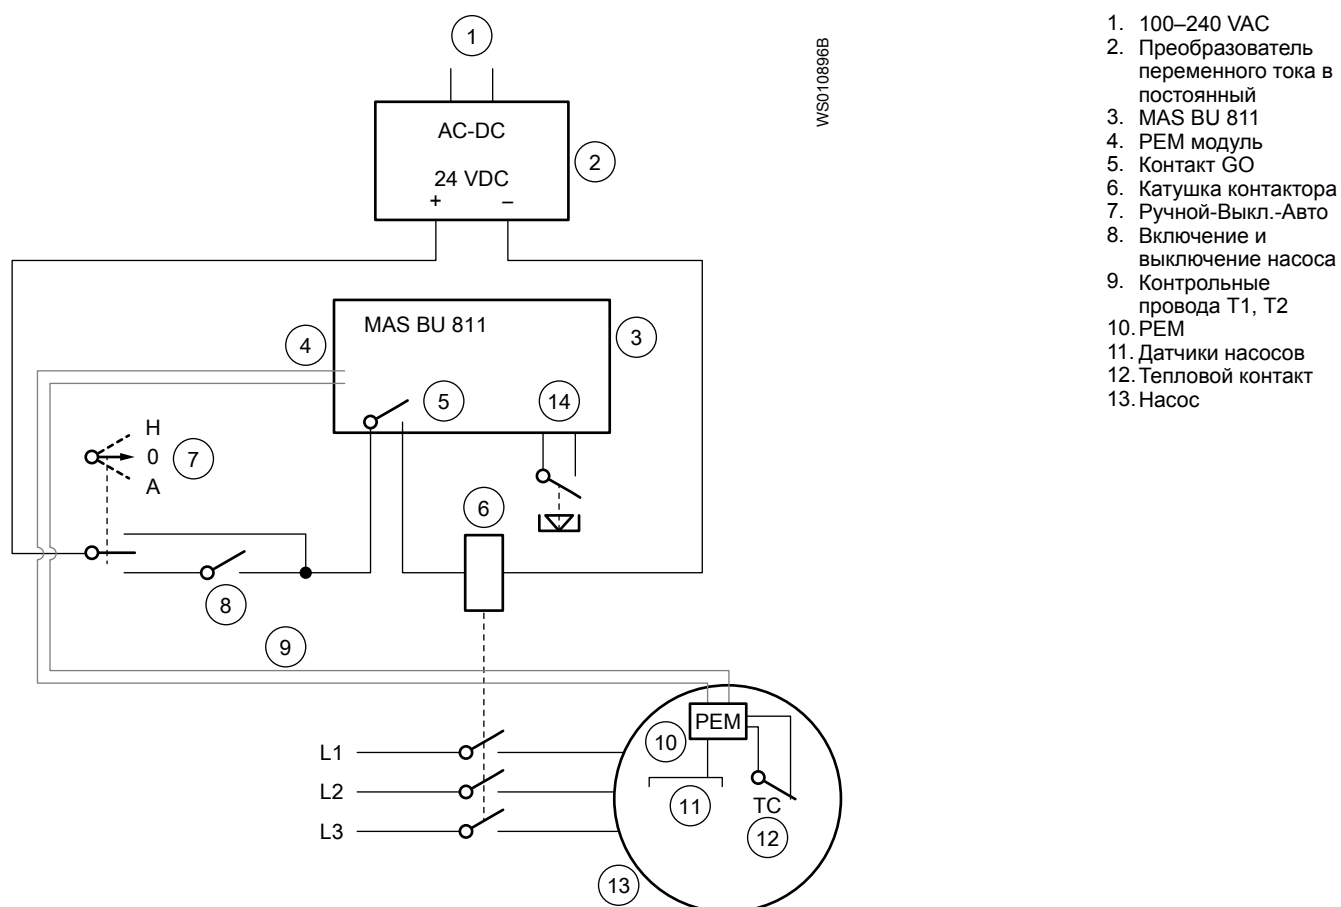 1
AC-DC
24 VDC
+ –
2
WS010896B
MAS BU 811
4
3
5
14
H
0
A
7
6
8
9
PEM
10
11
TC
12
L1
L2
L3
13
1. 100–240 VAC
2. Преобразователь
переменного тока в
постоянный
3. MAS BU 811
4. PEM модуль
5. Контакт GO
6. Катушка контактора
7. Ручной-Выкл.-Авто
8. Включение и
выключение насоса
9. Контрольные
провода T1, T2
10. PEM
11. Датчики насосов
12. Тепловой контакт
13. Насос